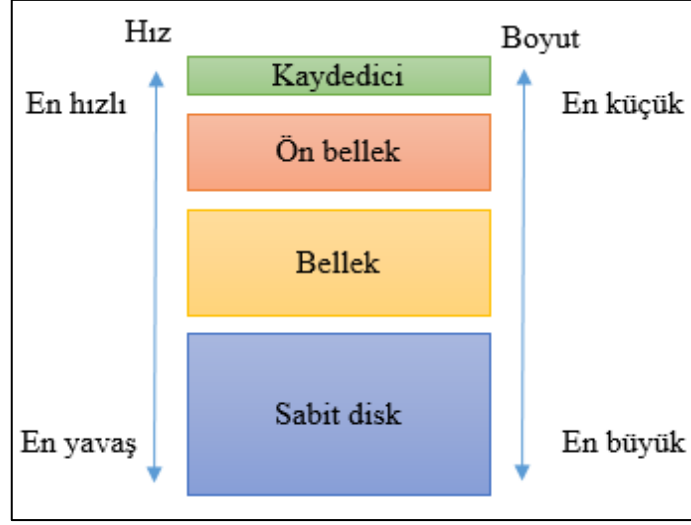 Hız
Boyut
Kaydedici
En hızlı
En küçük
Ön bellek
Bellek
Sabit disk
En yavaş
En büyük